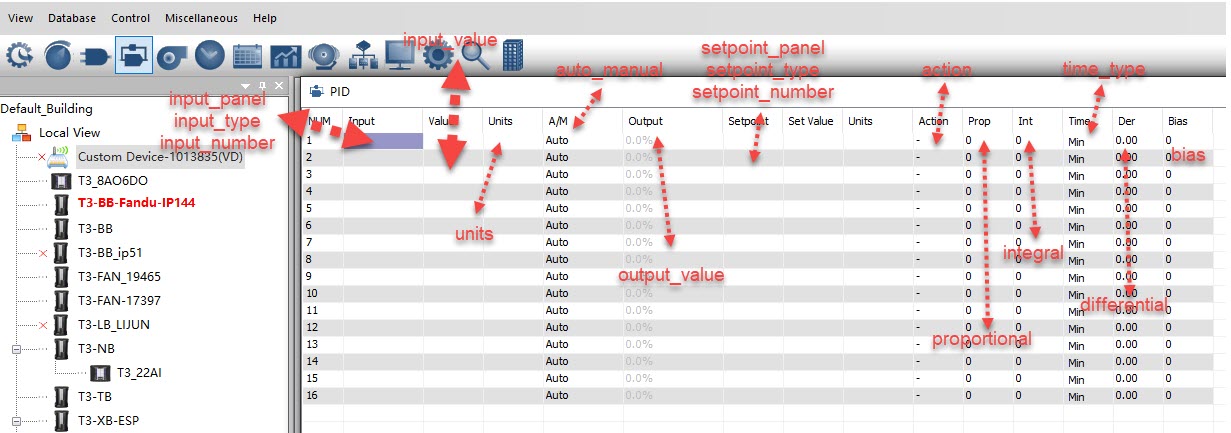 View Database Control Miscellaneous Help
input_value
setpoint_panel
setpoint_type
setpoint_number
auto_manual
action
time_type
input_panel
input_type
input_number
Default_Building
Local View
Custom Device-1013835(VD)
T3_8AO6DO
T3-BB-Fandu-IP144
T3-BB
T3-BB_ip51
T3-FAN_19465
T3-FAN-17397
T3-LB_LIJUN
T3-NB
T3_22AI
T3-TB
T3-XB-ESP
PID
NUM Input Value Units A/M Output Setpoint Set Value Units Action Prop Int Time Der Bias
1 Auto 0.0% - 0 0 Min 0.00 0
2 Auto 0.0% - 0 0 Min 0.00 0
bias
3 Auto 0.0% - 0 0 Min 0.00 0
4 Auto 0.0% - 0 0 Min 0.00 0
5 Auto 0.0% - 0 0 Min 0.00 0
6 Auto 0.0% - 0 0 Min 0.00 0
units
7 Auto 0.0% - 0 0 Min 0.00 0
integral
8 Auto 0.0% - 0 0 Min 0.00 0
output_value
9 Auto 0.0% - 0 0 Min 0.00 0
10 Auto 0.0% - 0 0 Min 0.00 0
differential
11 Auto 0.0% - 0 0 Min 0.00 0
12 Auto 0.0% - 0 0 Min 0.00 0
proportional
13 Auto 0.0% - 0 0 Min 0.00 0
14 Auto 0.0% - 0 0 Min 0.00 0
15 Auto 0.0% - 0 0 Min 0.00 0
16 Auto 0.0% - 0 0 Min 0.00 0